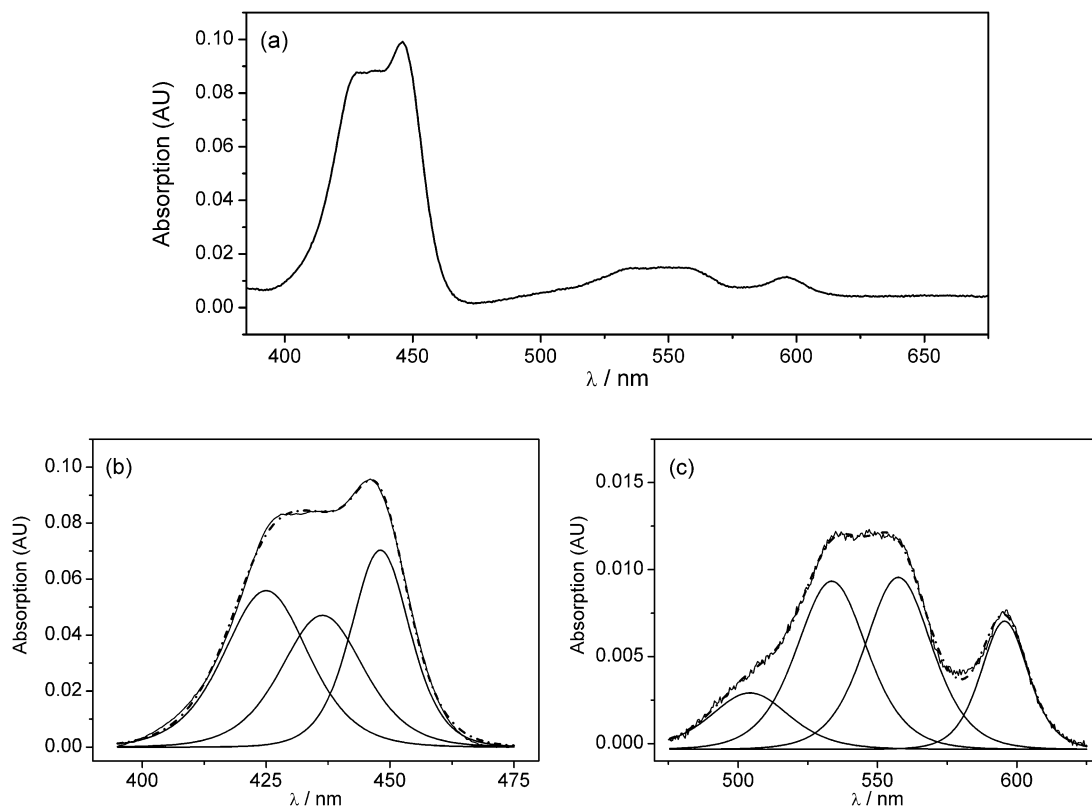 (a)
Absorption (AU)
0.10
0.08
0.06
0.04
0.02
0.00
400 450 500 550 600 650
λ / nm
(b)
Absorption (AU)
0.10
0.08
0.06
0.04
0.02
0.00
400 425 450 475
λ / nm
(c)
Absorption (AU)
0.015
0.010
0.005
0.000
500 550 600
λ / nm